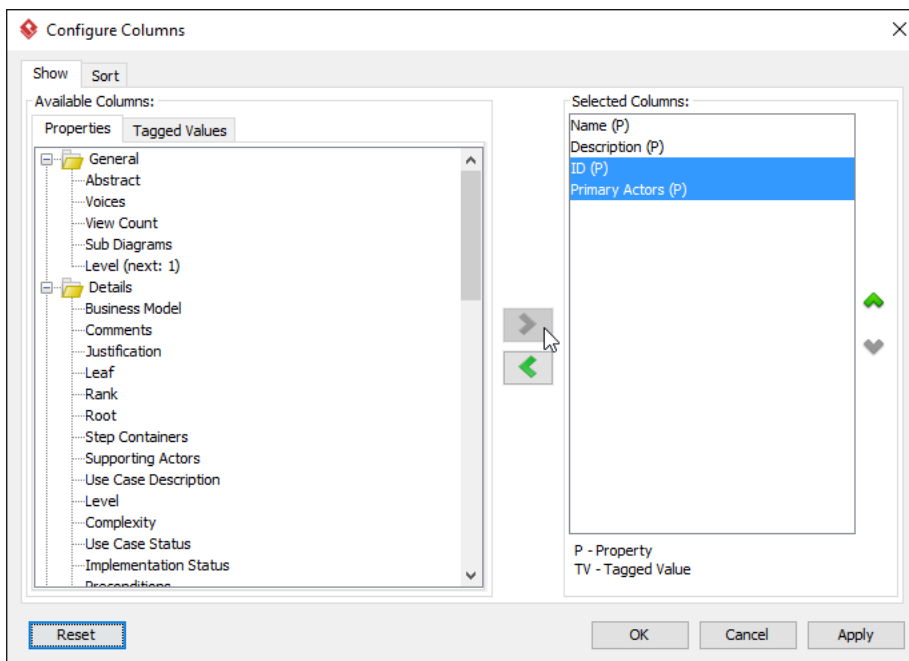 Configure Columns
Show
Sort
Available Columns:
Properties
Tagged Values
General
Abstract
Voices
View Count
Sub Diagrams
Level (next: 1)
Details
Business Model
Comments
Justification
Leaf
Rank
Root
Step Containers
Supporting Actors
Use Case Description
Level
Complexity
Use Case Status
Implementation Status
Preconditions
Selected Columns:
Name (P)
Description (P)
ID (P)
Primary Actors (P)
P - Property
TV - Tagged Value
Reset
OK
Cancel
Apply